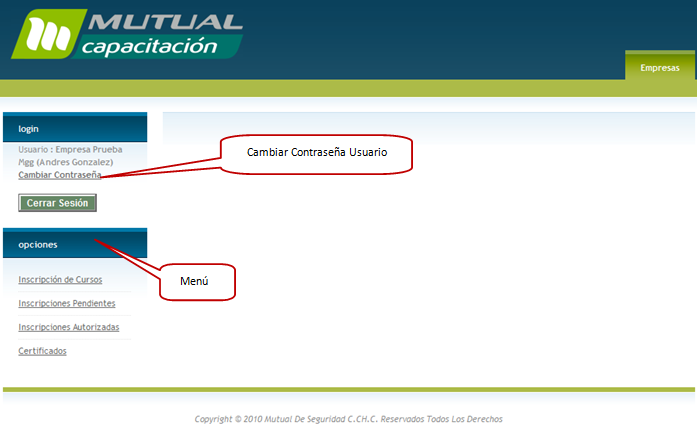 MUTUAL
capacitación
Empresas
login
Usuario : Empresa Prueba
Mgg (Andres Gonzalez)
Cambiar Contraseña
Cerrar Sesión
Cambiar Contraseña Usuario
opciones
Menú
Inscripción de Cursos
Inscripciones Pendientes
Inscripciones Autorizadas
Certificados
Copyright © 2010 Mutual De Seguridad C.CH.C. Reservados Todos Los Derechos